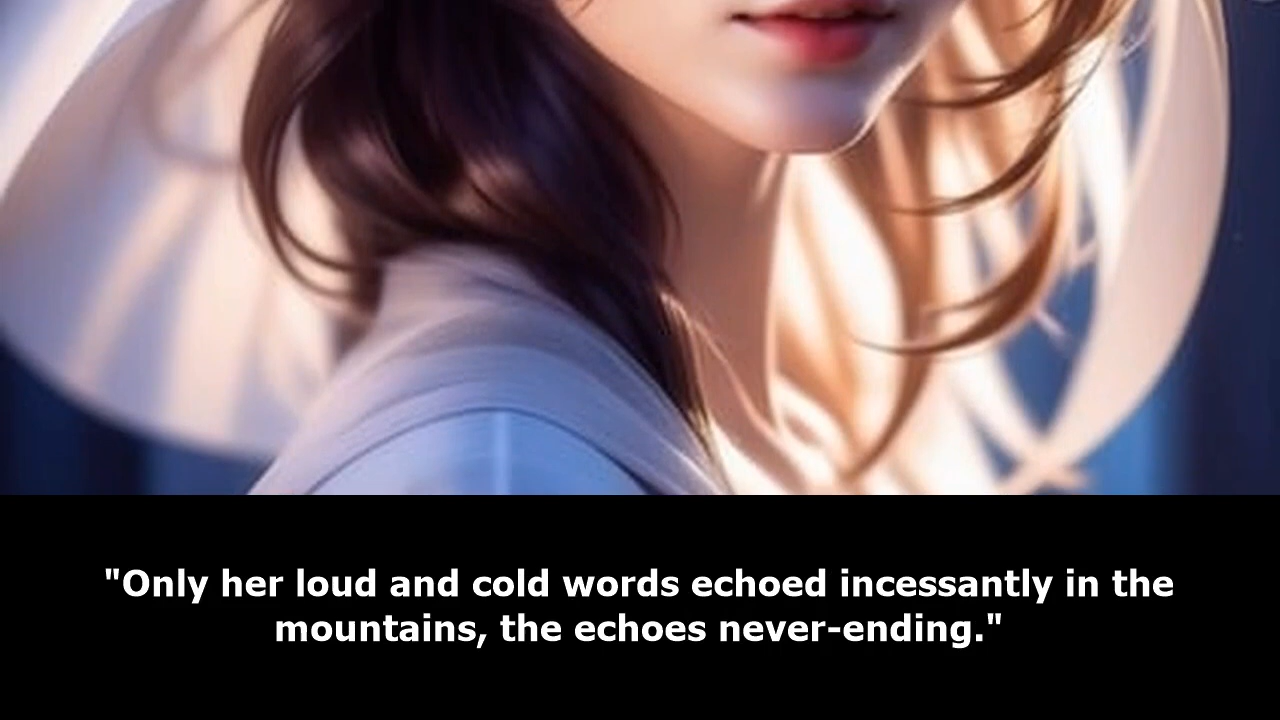 "Only her loud and cold words echoed incessantly in the
mountains, the echoes never-ending."